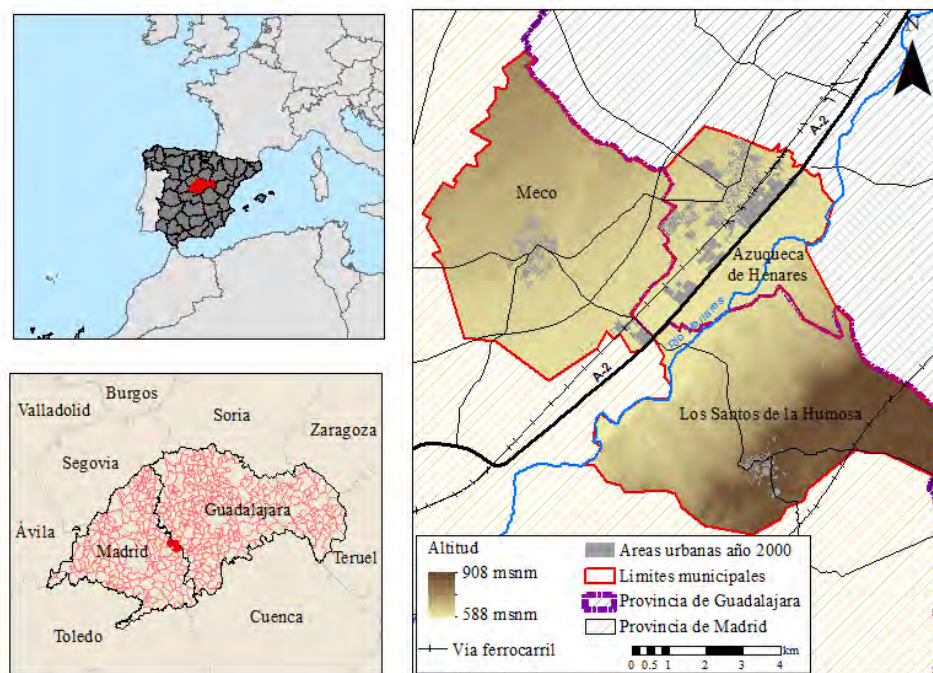 Burgos
Valladolid
Soria
Zaragoza
Segovia
Ávila
Guadalajara
Madrid
Teruel
Cuenca
Toledo
N
A-2
Meco
Azuqueca
de Henares
Río Henares
A-2
Los Santos de la Humosa
Altitud
908 msnm
588 msnm
Via ferrocarril
Areas urbanas año 2000
Limites municipales
Provincia de Guadalajara
Provincia de Madrid
0 0.5 1 2 3 4 km